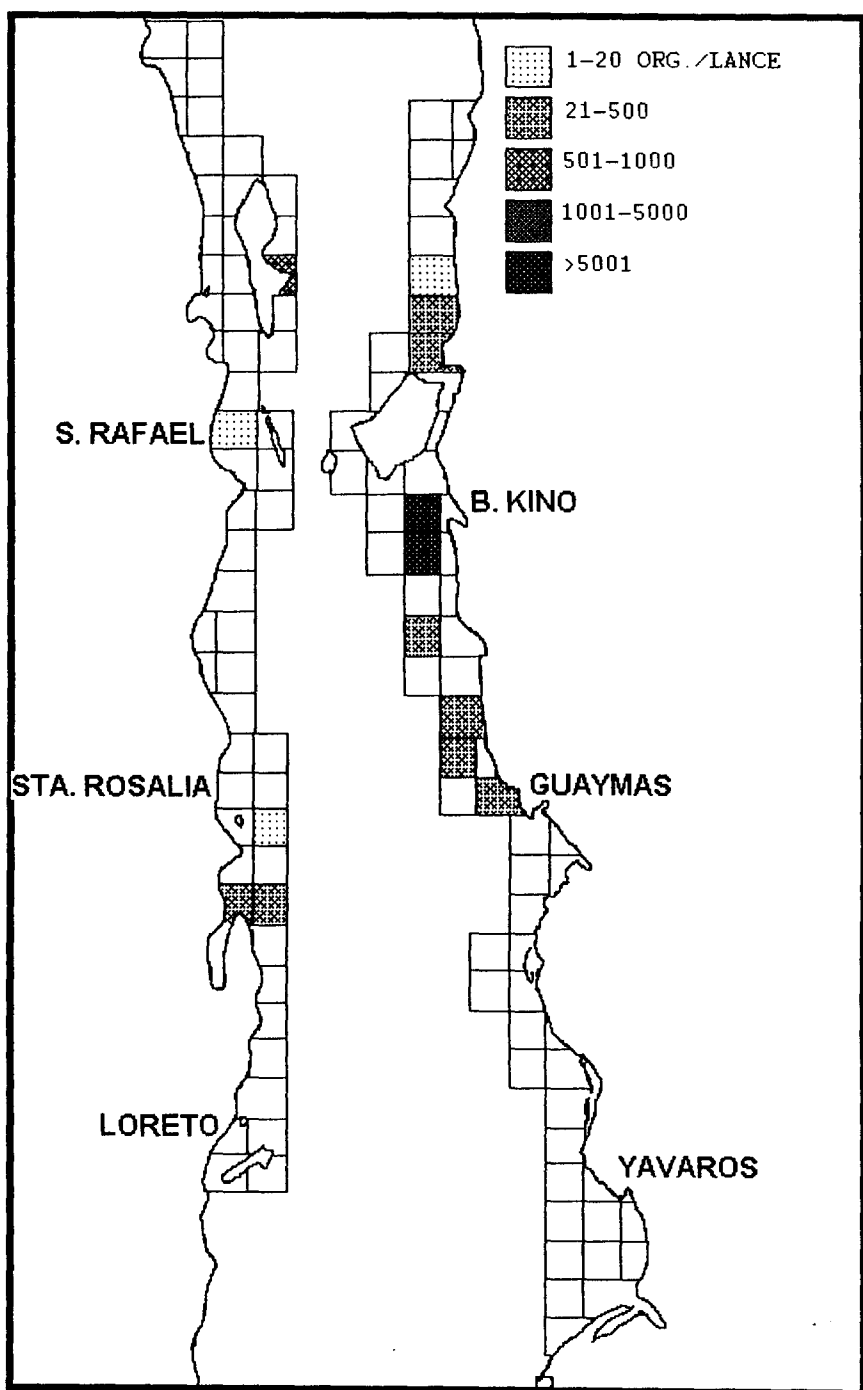 1-20 ORG./LANCE
21-500
501-1000
1001-5000
>5001
S. RAFAEL
B. KINO
STA. ROSALIA
GUAYMAS
LORETO
YAVAROS